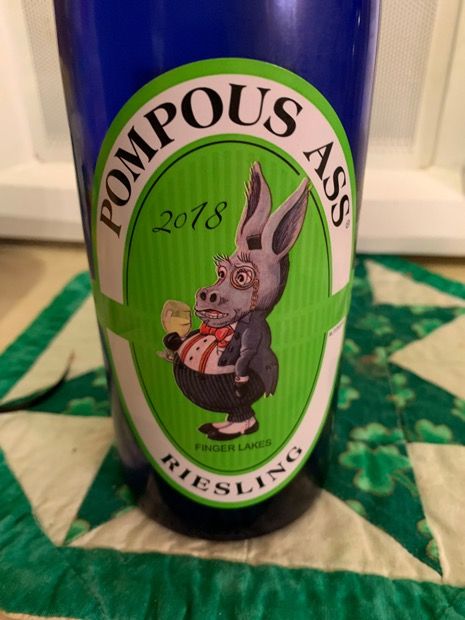 POMPOUS ASS
2018
FINGER LAKES
RIESLING